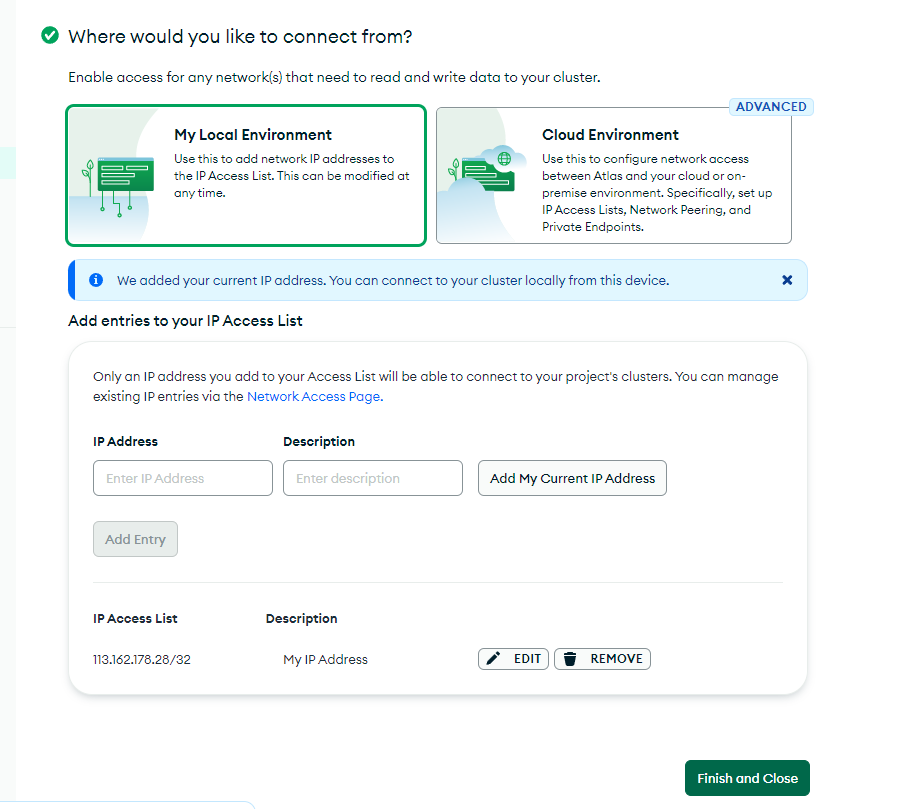 Where would you like to connect from?
Enable access for any network(s) that need to read and write data to your cluster.
ADVANCED
My Local Environment
Use this to add network IP addresses to
the IP Access List. This can be modified at
any time.
Cloud Environment
Use this to configure network access
between Atlas and your cloud or on-
premise environment. Specifically, set up
IP Access Lists, Network Peering, and
Private Endpoints.
We added your current IP address. You can connect to your cluster locally from this device.
Add entries to your IP Access List
Only an IP address you add to your Access List will be able to connect to your project's clusters. You can manage
existing IP entries via the Network Access Page.
IP Address Description
Enter IP Address Enter description Add My Current IP Address
Add Entry
IP Access List Description
113.162.178.28/32 My IP Address EDIT REMOVE
Finish and Close